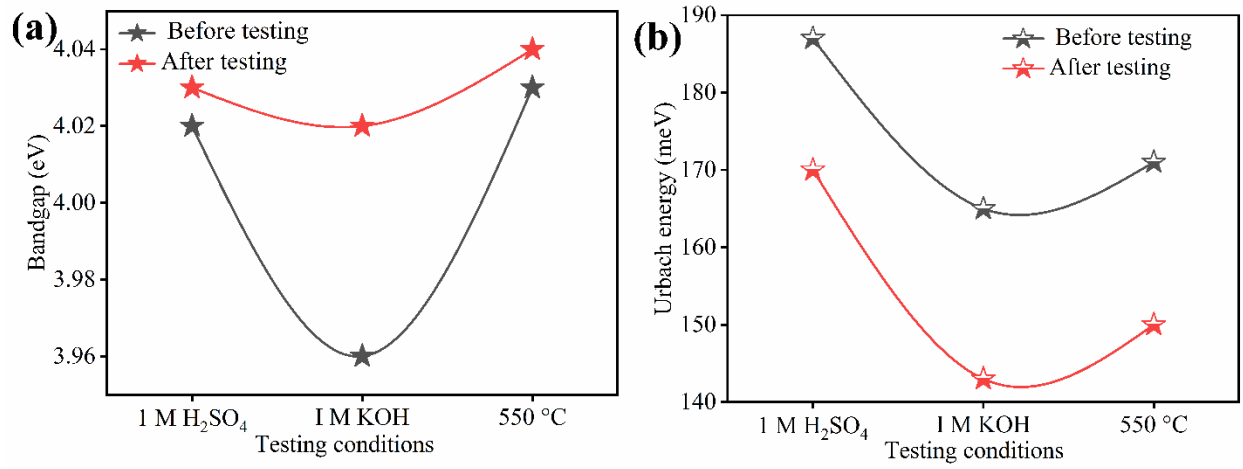 (a)
Before testing
After testing
4.04
4.02
4.00
3.98
3.96
Bandgap (eV)
1 M H₂SO₄
1 M KOH
550 °C
Testing conditions
(b)
Before testing
After testing
190
180
170
160
150
140
Urbach energy (meV)
1 M H₂SO₄
1 M KOH
550 °C
Testing conditions